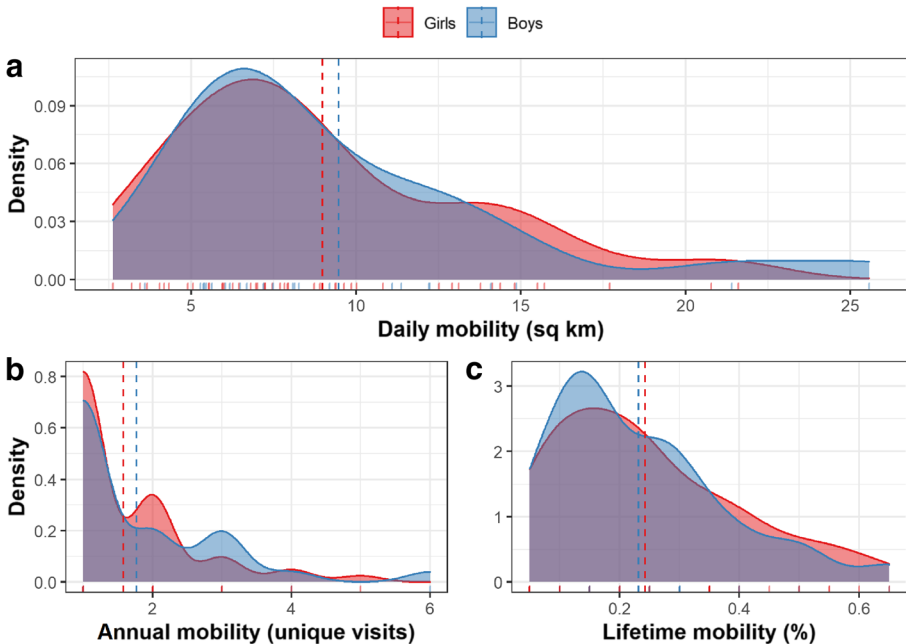 Girls Boys
a
Density
0.09
0.06
0.03
0.00
5 10 15 20 25
Daily mobility (sq km)
b
Density
0.8
0.6
0.4
0.2
0.0
2 4 6
Annual mobility (unique visits)
c
3
2
1
0
0.2 0.4 0.6
Lifetime mobility (%)